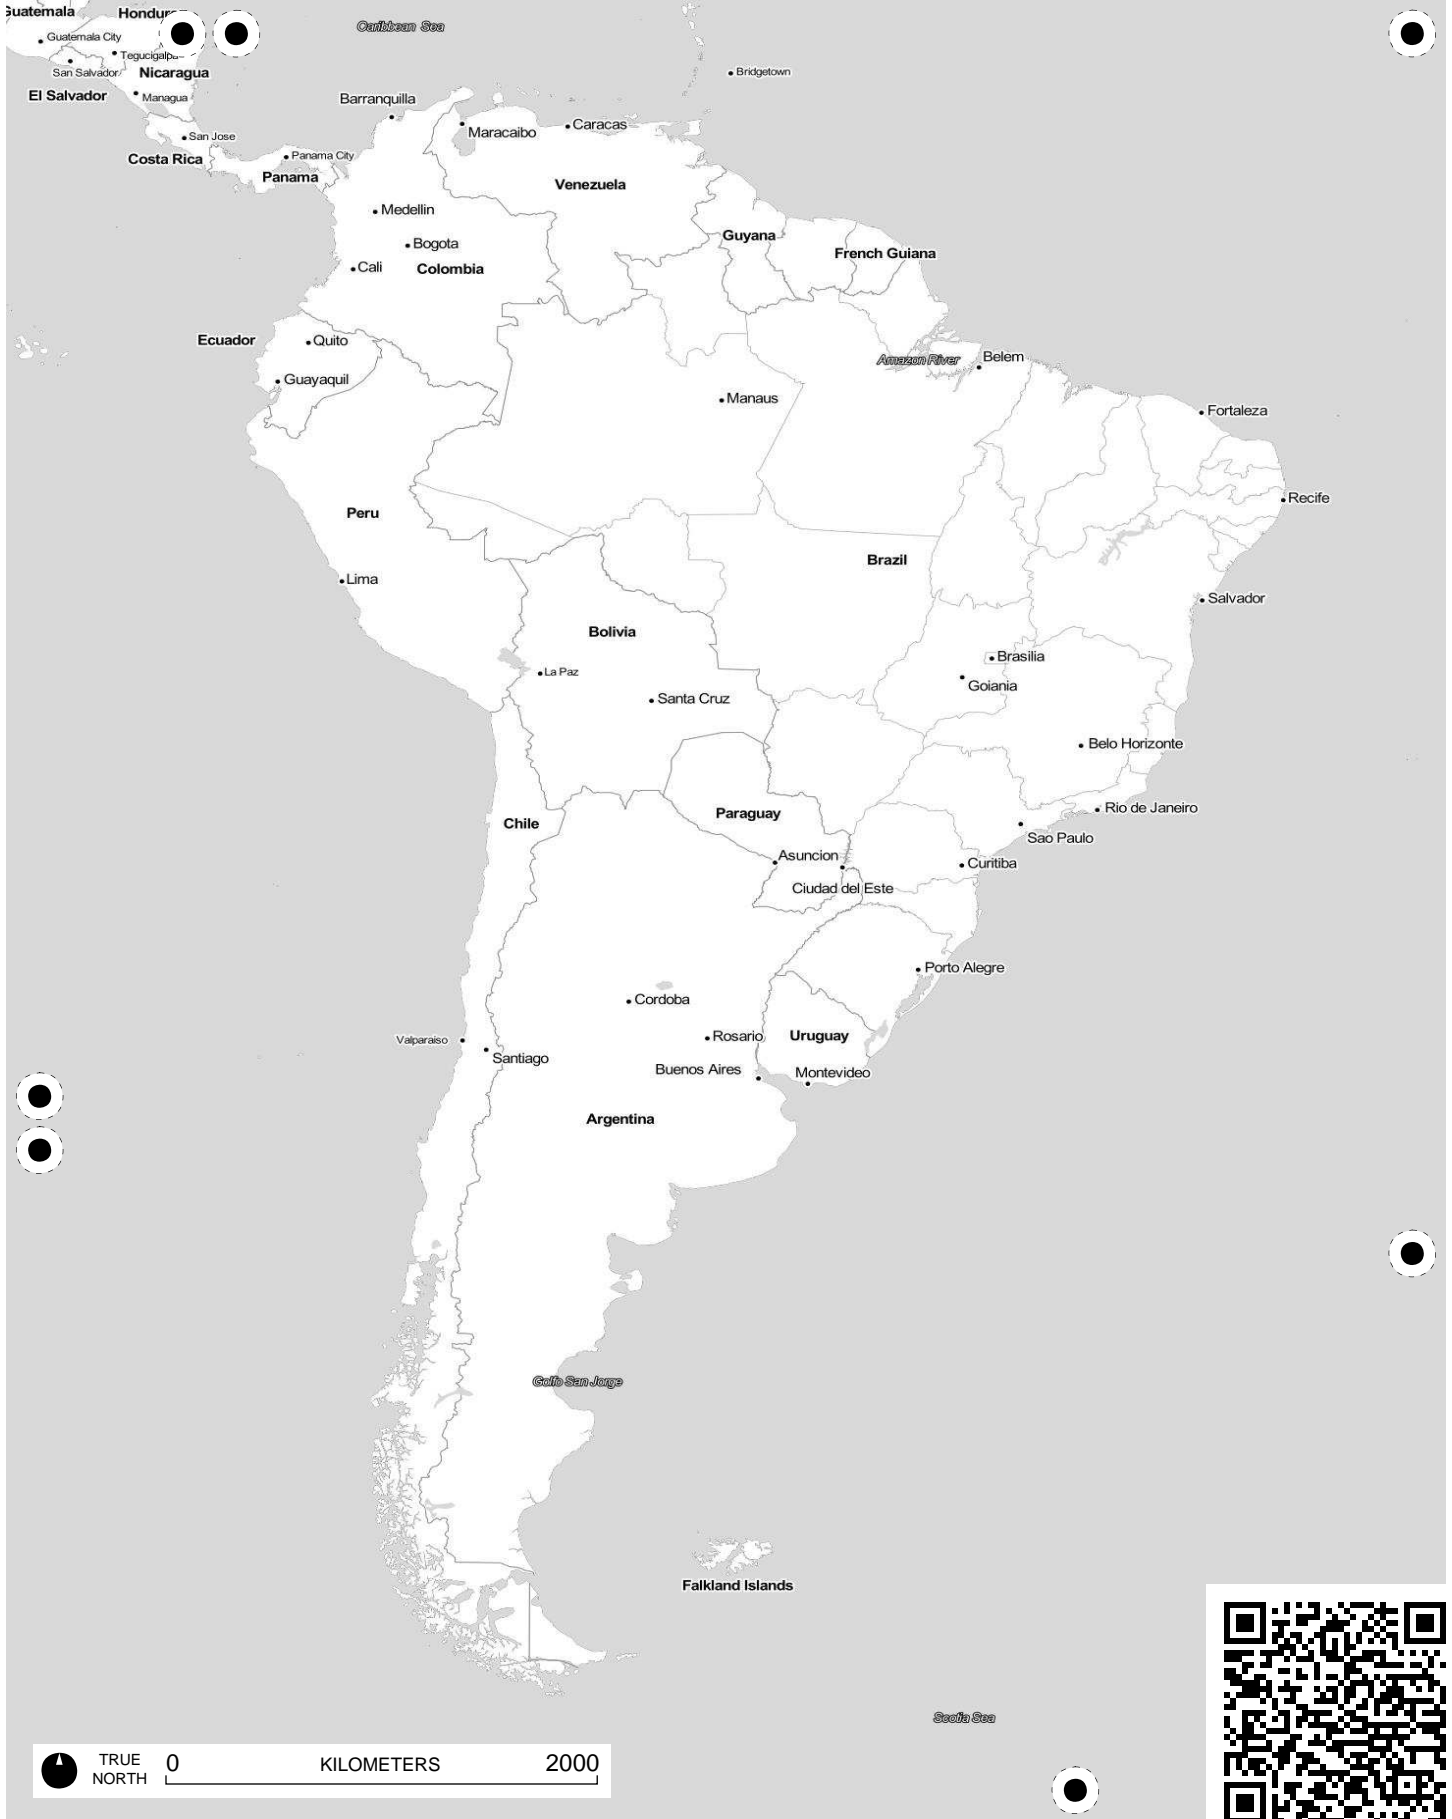 Guatemala
Hondur
Caribbean Sea
Guatemala City
Tegucigalpa
San Salvador
Nicaragua
Bridgetown
El Salvador
Managua
Barranquilla
San Jose
Maracaibo
Caracas
Costa Rica
Panama City
Panama
Venezuela
Medellin
Guyana
Bogota
French Guiana
Cali
Colombia
Ecuador
Quito
Amazon River
Belem
Guayaquil
Manaus
Fortaleza
Recife
Peru
Brazil
Lima
Salvador
Bolivia
Brasilia
La Paz
Goiania
Santa Cruz
Belo Horizonte
Rio de Janeiro
Paraguay
Chile
Sao Paulo
Asuncion
Curitiba
Ciudad del Este
Porto Alegre
Cordoba
Rosario
Uruguay
Valparaiso
Santiago
Buenos Aires
Montevideo
Argentina
Golfo San Jorge
Falkland Islands
Scotia Sea
TRUE
NORTH
0 KILOMETERS 2000